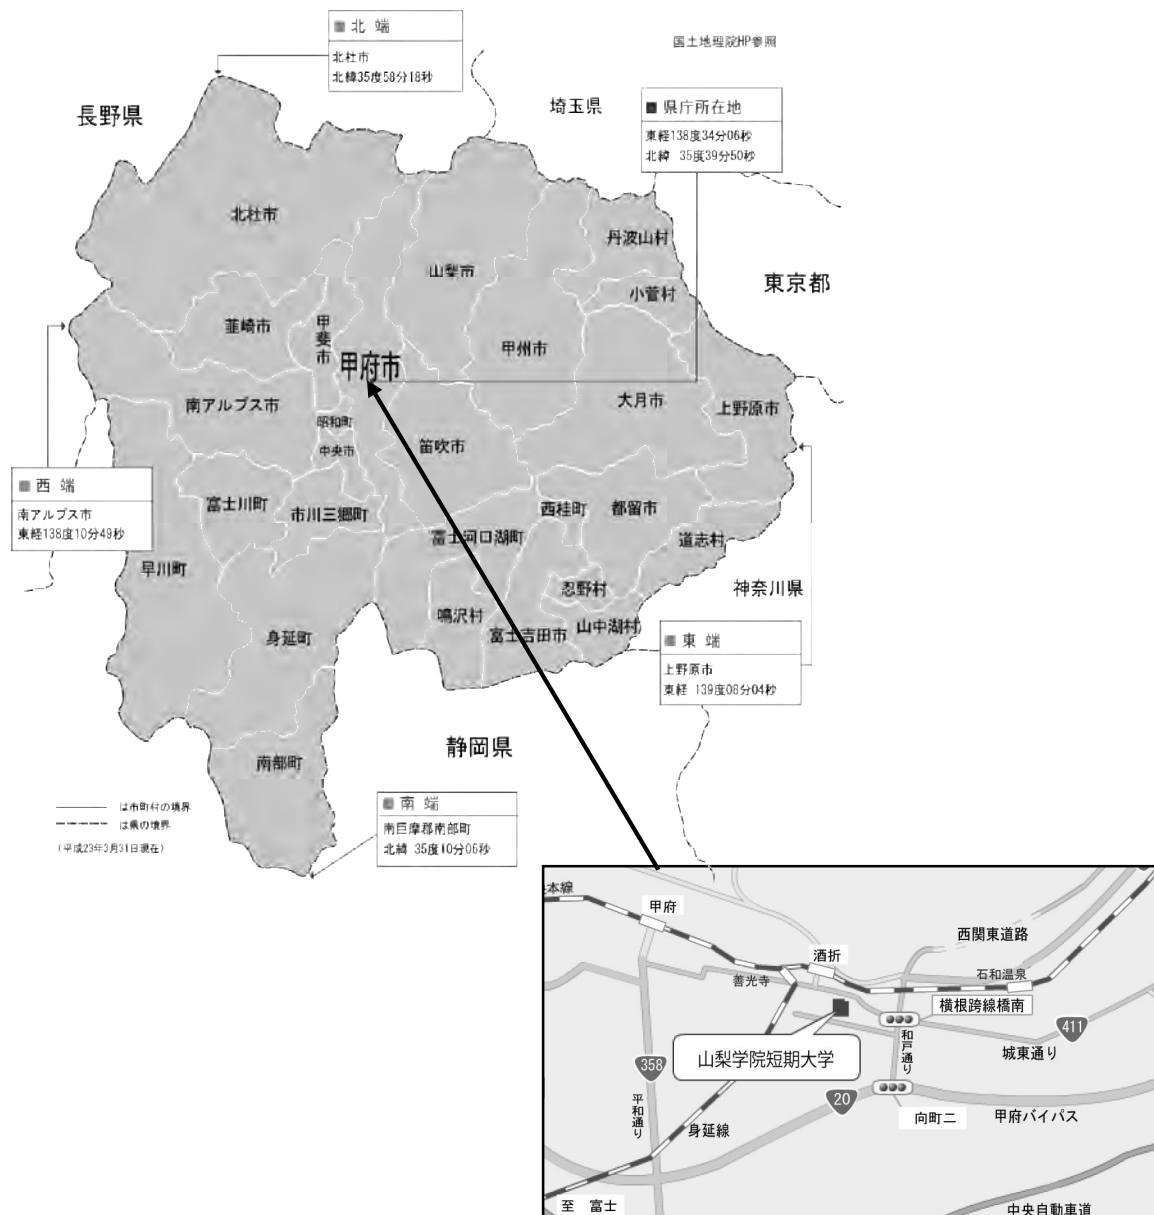 ■ 北 端
北杜市
北緯35度58分18秒
国土地理院HP参照
長野県
埼玉県
■ 県庁所在地
東経138度34分06秒
北緯 35度39分50秒
北杜市
丹波山村
山梨市
東京都
小菅村
韮崎市
甲斐市
甲州市
甲府市
大月市
上野原市
南アルプス市
昭和町
中央市
笛吹市
■ 西 端
南アルプス市
東経138度10分49秒
富士川町
市川三郷町
西桂町
都留市
富士河口湖町
道志村
早川町
忍野村
神奈川県
鳴沢村
山中湖村
富士吉田市
身延町
■ 東 端
上野原市
東経 139度08分04秒
静岡県
南部町
■ 南 端
南巨摩郡南部町
北緯 35度10分06秒
は市町村の境界
は県の境界
(平成23年3月31日現在)
本線
甲府
西関東道路
酒折
善光寺
石和温泉
横根跨線橋南
411
和戸通り
城東通り
山梨学院短期大学
358
20
平和通り
向町二
甲府バイパス
身延線
至 富士
中央自動車道